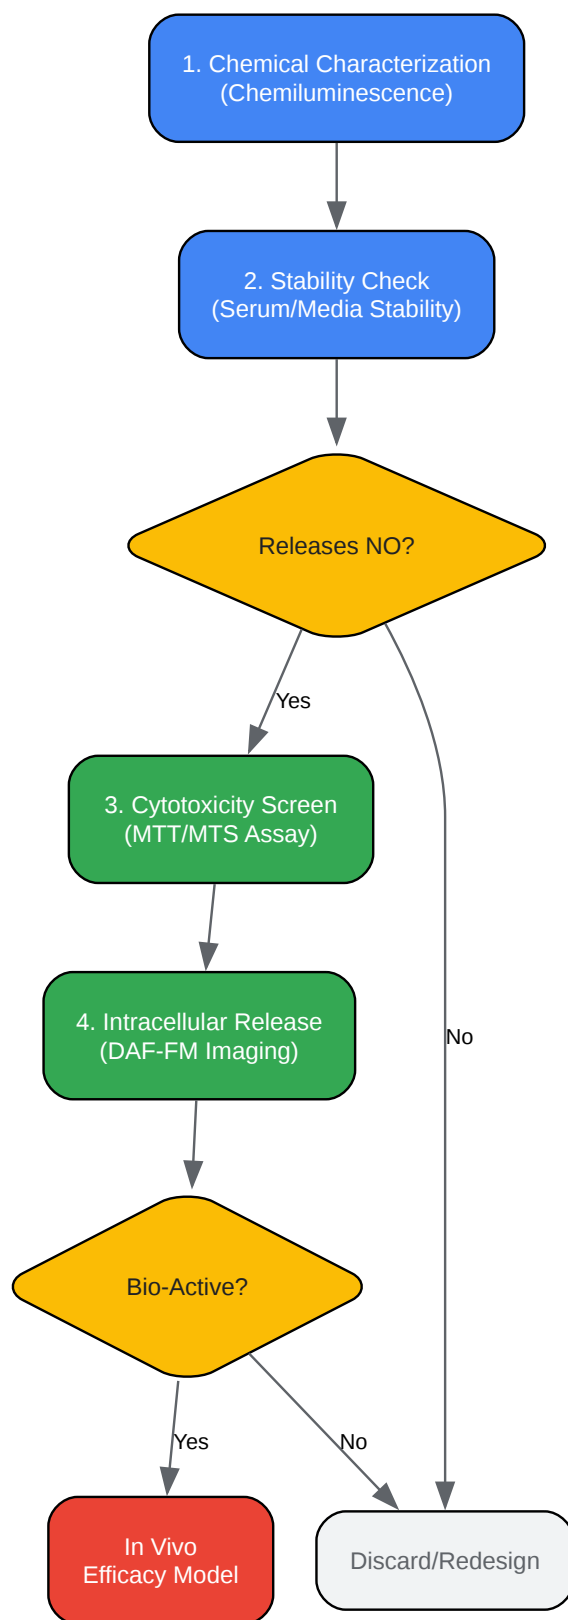 1. Chemical Characterization
(Chemiluminescence)
2. Stability Check
(Serum/Media Stability)
Releases NO?
Yes
3. Cytotoxicity Screen
(MTT/MTS Assay)
4. Intracellular Release
(DAF-FM Imaging)
No
Bio-Active?
Yes
No
In Vivo
Efficacy Model
Discard/Redesign